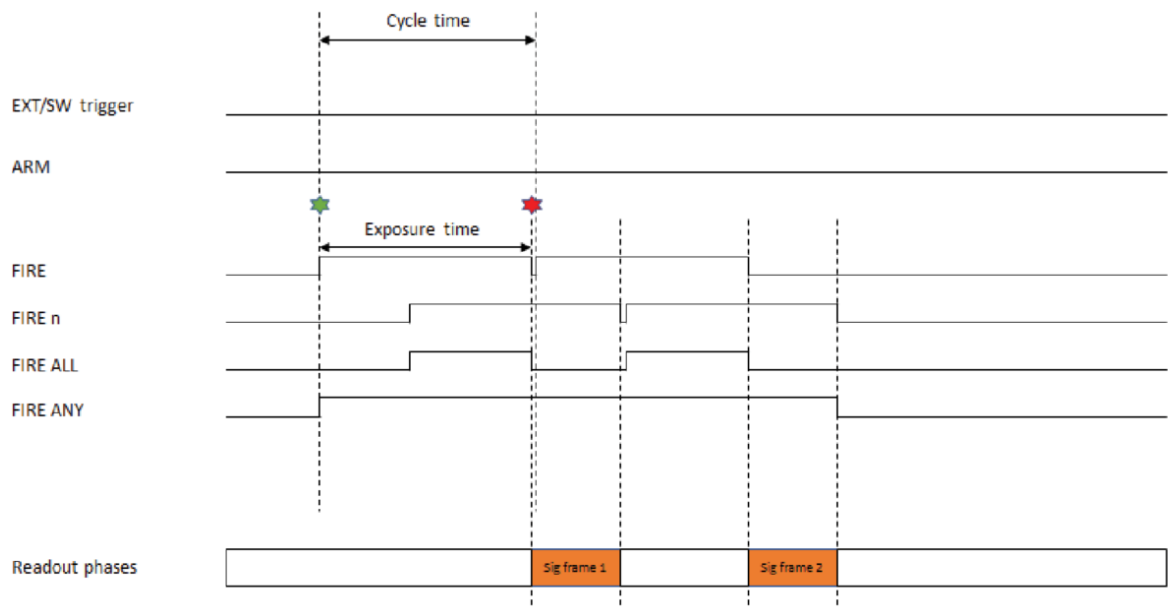 Cycle time
EXT/SW trigger
ARM
Exposure time
FIRE
FIRE n
FIRE ALL
FIRE ANY
Readout phases
Sig frame 1
Sig frame 2